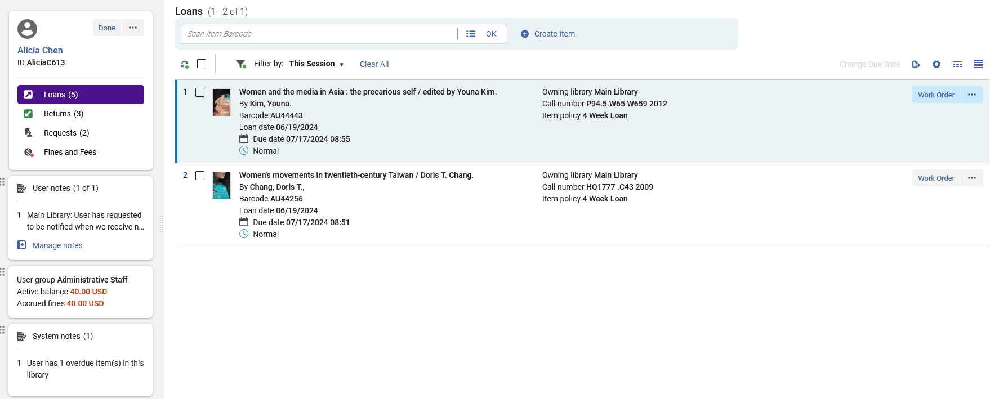 Done
Alicia Chen
ID AliciaC613
Loans (5)
Returns (3)
Requests (2)
Fines and Fees
User notes (1 of 1)
1 Main Library: User has requested
to be notified when we receive n...
Manage notes
User group Administrative Staff
Active balance 40.00 USD
Accrued fines 40.00 USD
System notes (1)
1 User has 1 overdue item(s) in this
library
Loans (1 - 2 of 1)
Scan Item Barcode OK Create Item
Filter by: This Session Clear All Change Due Date
1 Women and the media in Asia : the precarious self / edited by Youna Kim.
By Kim, Youna.
Barcode AU44443
Loan date 06/19/2024
Due date 07/17/2024 08:55
Normal
Owning library Main Library
Call number P94.5.W65 W659 2012
Item policy 4 Week Loan
Work Order
2 Women's movements in twentieth-century Taiwan / Doris T. Chang.
By Chang, Doris T.,
Barcode AU44256
Loan date 06/19/2024
Due date 07/17/2024 08:51
Normal
Owning library Main Library
Call number HQ1777 .C43 2009
Item policy 4 Week Loan
Work Order